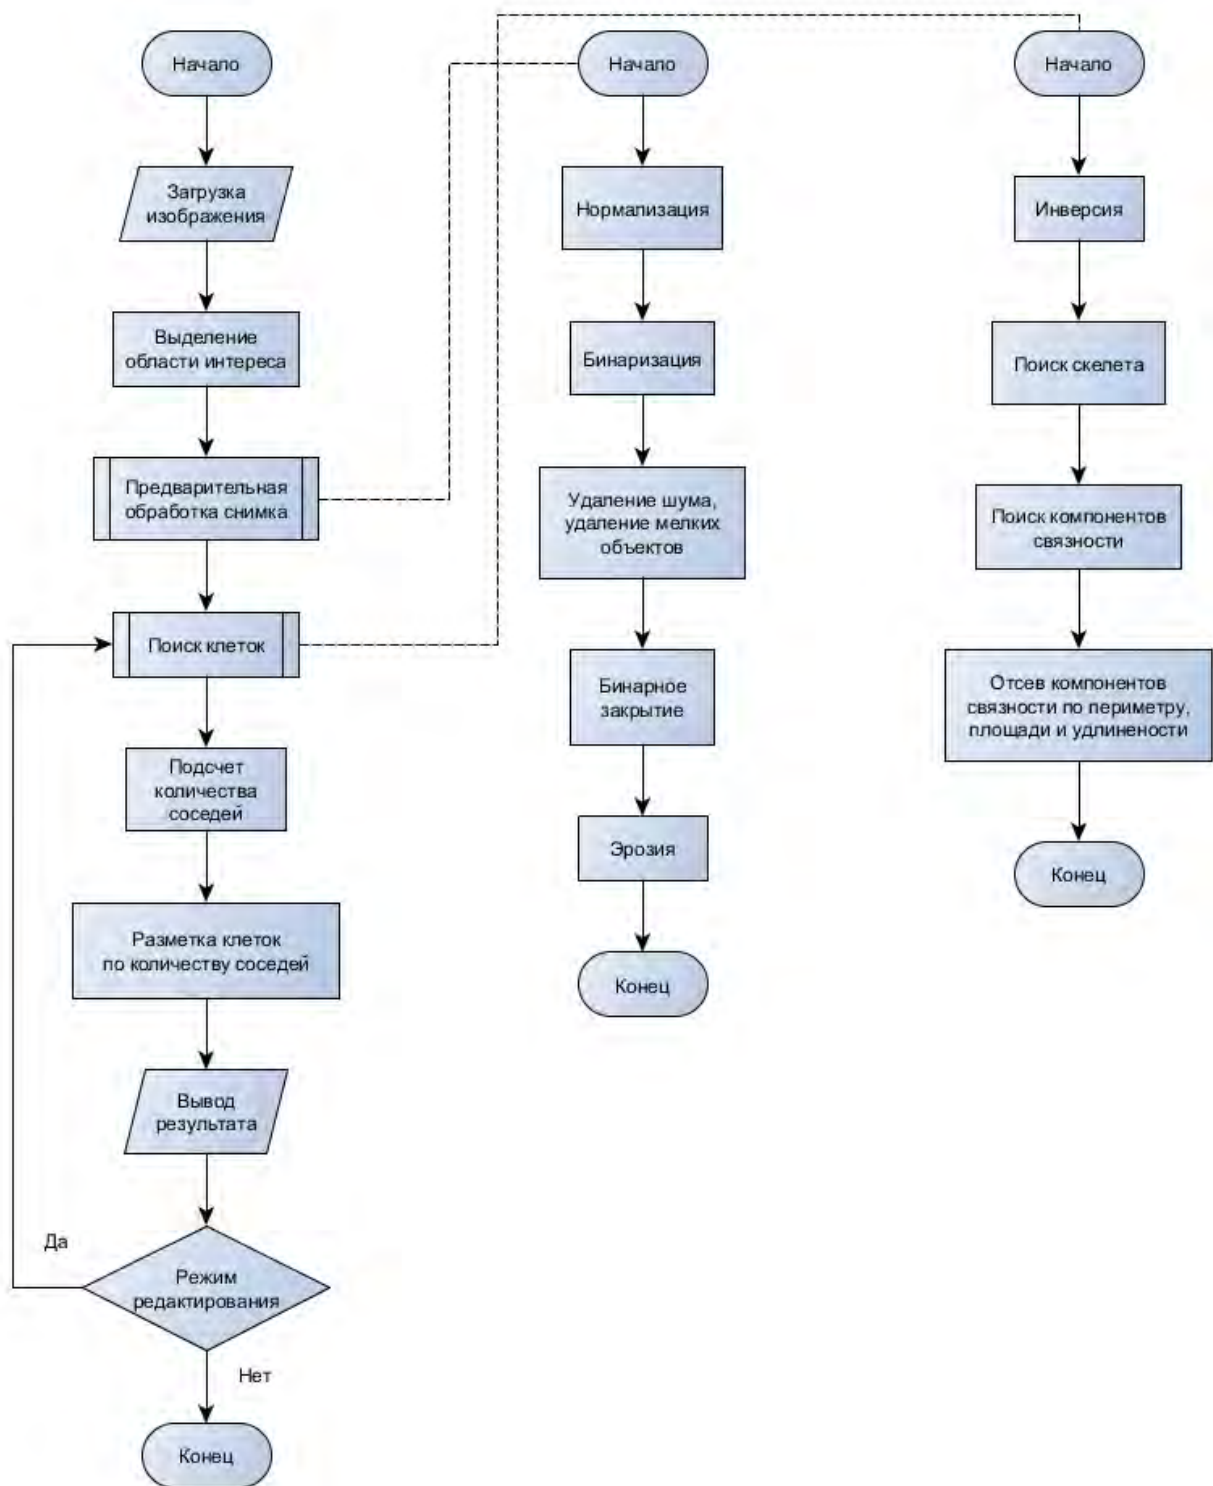 Начало
Загрузка
изображения
Выделение
области интереса
Предварительная
обработка снимка
Поиск клеток
Подсчет
количества
соседей
Разметка клеток
по количеству соседей
Вывод
результата
Да
Режим
редактирования
Нет
Конец
Начало
Нормализация
Бинаризация
Удаление шума,
удаление мелких
объектов
Бинарное
закрытие
Эрозия
Конец
Начало
Инверсия
Поиск скелета
Поиск компонентов
связности
Отсев компонентов
связности по периметру,
площади и удлинености
Конец